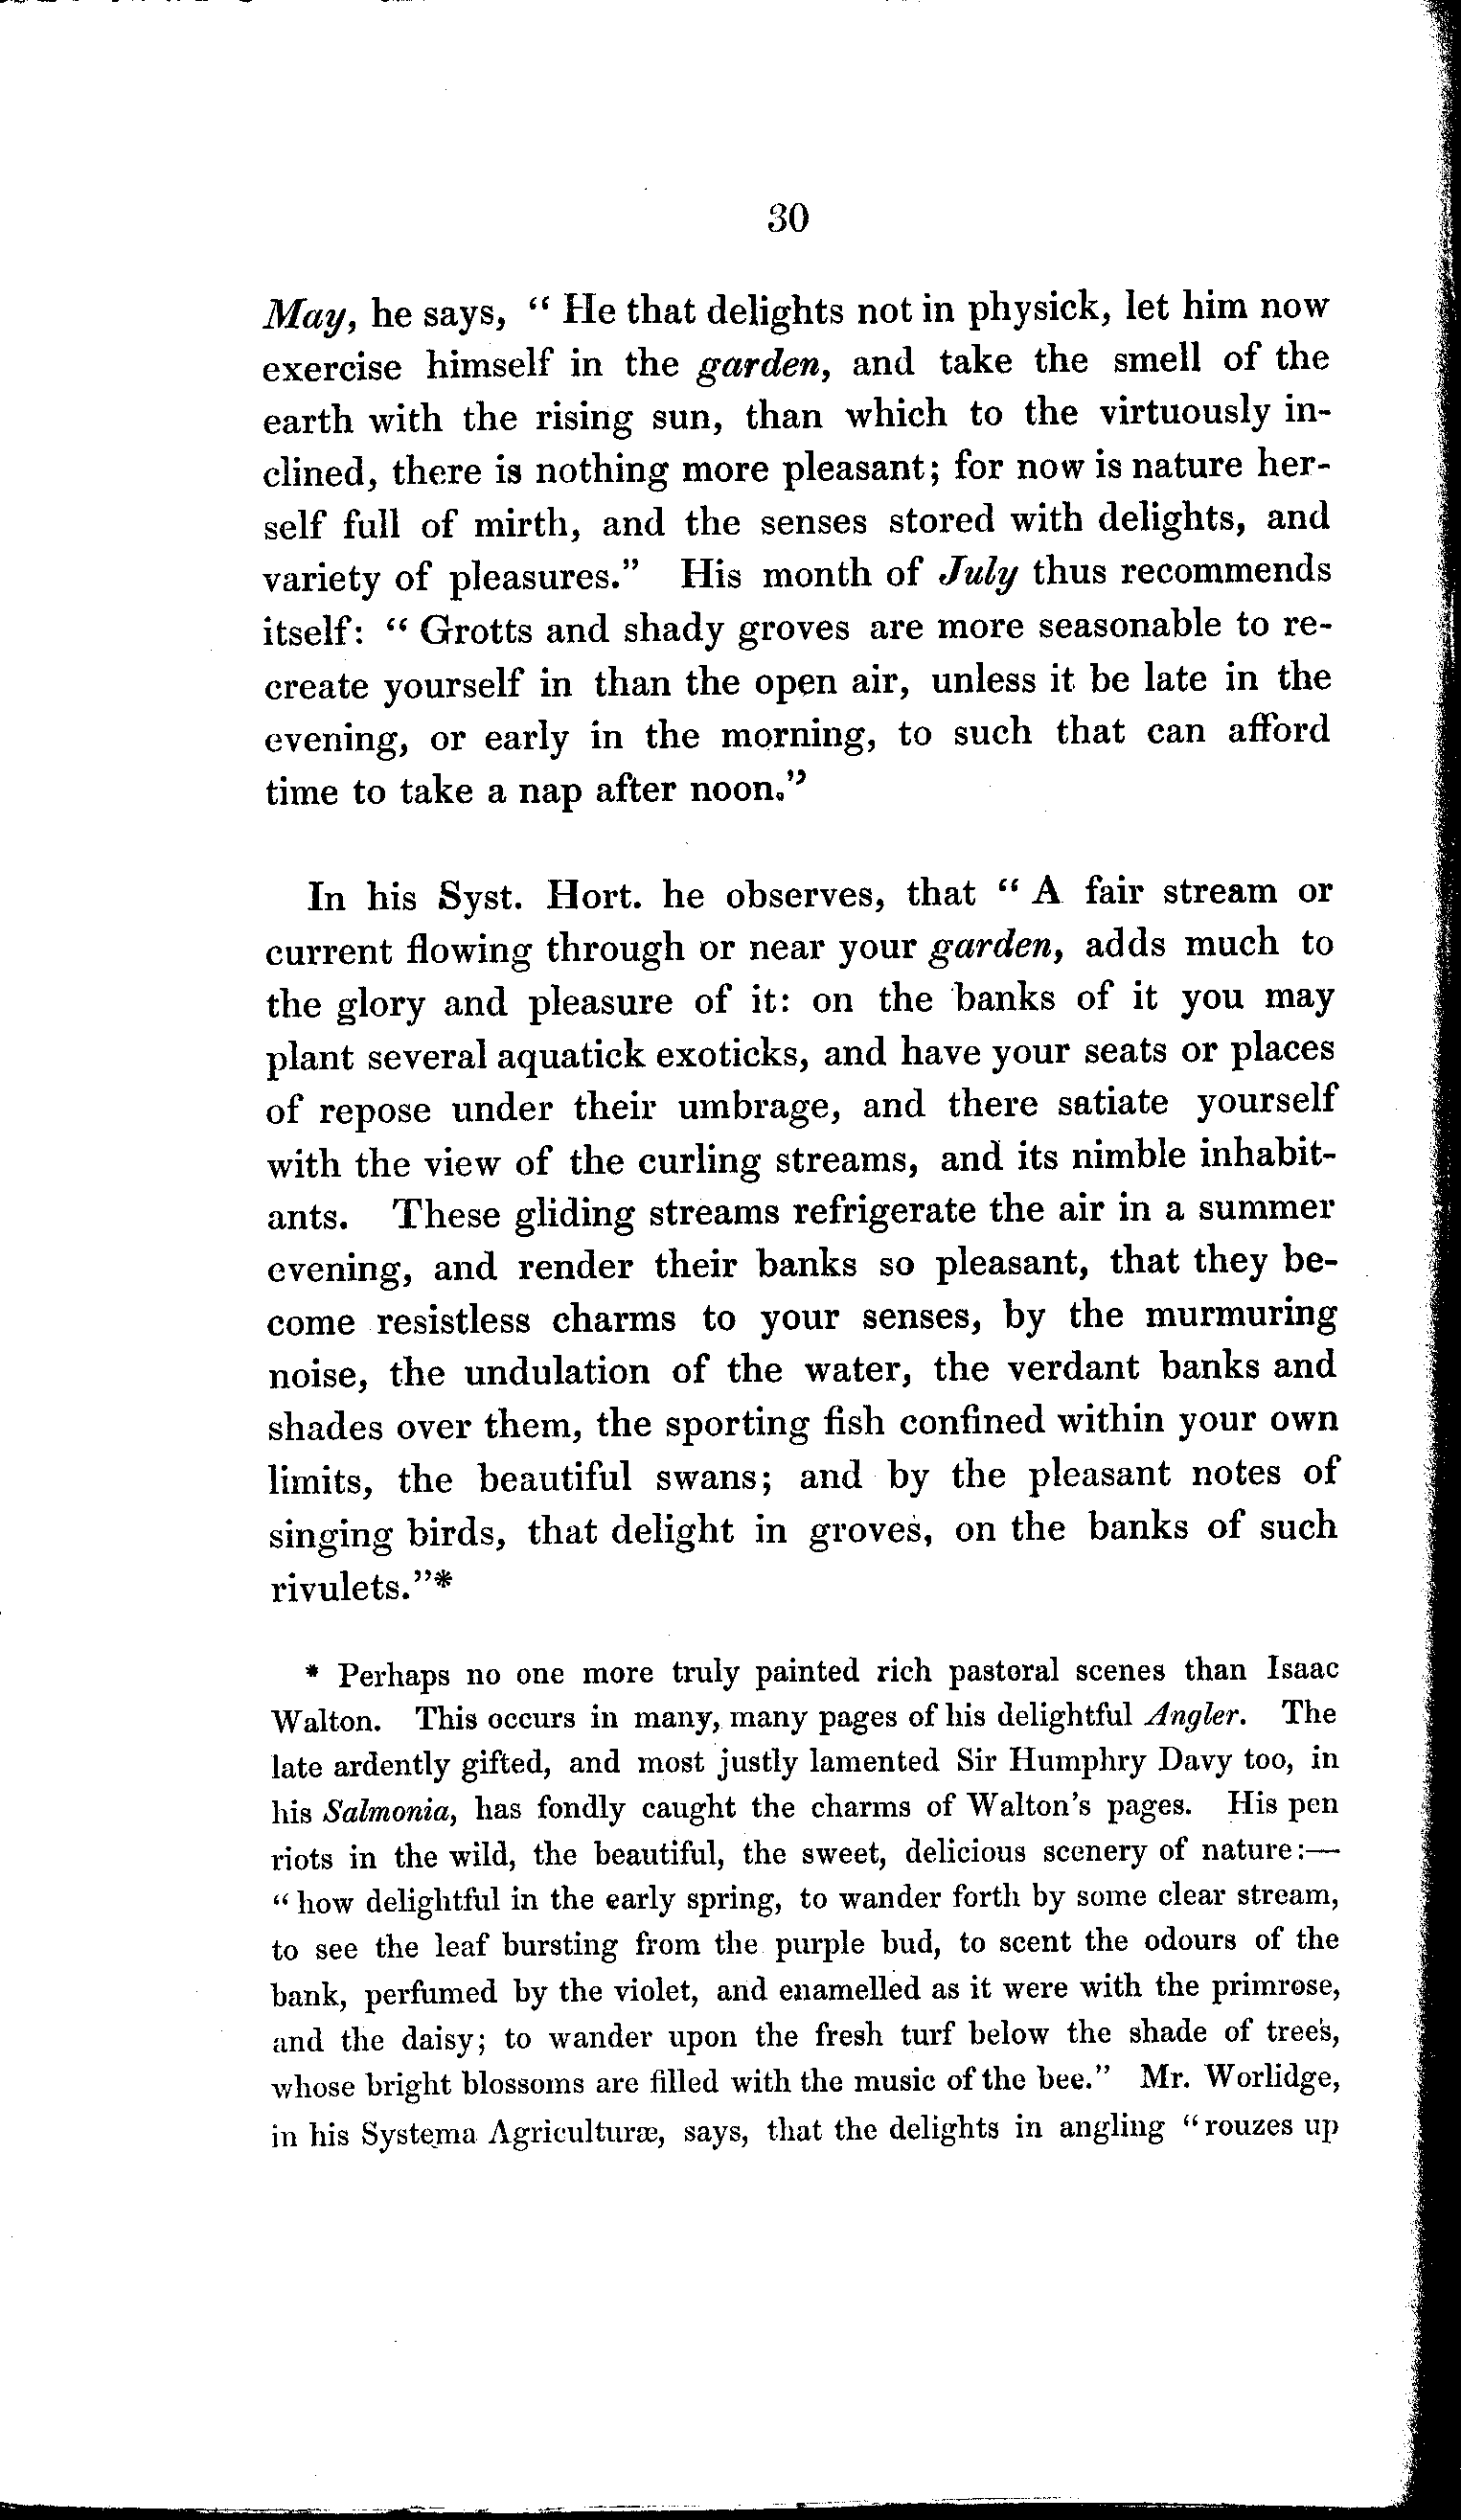 30
May, he says, " He that delights not in physick, let him now
exercise himself in the garden, and take the smell of the
earth with the rising sun, than which to the virtuously in-
clined, there is nothing more pleasant; for now is nature her-
self full of mirth, and the senses stored with delights, and
variety of pleasures." His month of July thus recommends
itself: " Grotts and shady groves are more seasonable to re-
create yourself in than the open air, unless it be late in the
evening, or early in the morning, to such that can afford
time to take a nap after noon."
In his Syst. Hort. he observes, that " A fair stream or
current flowing through or near your garden, adds much to
the glory and pleasure of it: on the banks of it you may
plant several aquatick exoticks, and have your seats or places
of repose under their umbrage, and there satiate yourself
with the view of the curling streams, and its nimble inhabit-
ants. These gliding streams refrigerate the air in a summer
evening, and render their banks so pleasant, that they be-
come resistless charms to your senses, by the murmuring
noise, the undulation of the water, the verdant banks and
shades over them, the sporting fish confined within your own
limits, the beautiful swans; and by the pleasant notes of
singing birds, that delight in groves, on the banks of such
rivulets."*
* Perhaps no one more truly painted rich pastoral scenes than Isaac
Walton. This occurs in many, many pages of his delightful Angler. The
late ardently gifted, and most justly lamented Sir Humphry Davy too, in
his Salmonia, has fondly caught the charms of Walton's pages. His pen
riots in the wild, the beautiful, the sweet, delicious scenery of nature:—
" how delightful in the early spring, to wander forth by some clear stream,
to see the leaf bursting from the purple bud, to scent the odours of the
bank, perfumed by the violet, and enamelled as it were with the primrose,
and the daisy; to wander upon the fresh turf below the shade of trees,
whose bright blossoms are filled with the music of the bee." Mr. Worlidge,
in his Systema Agriculturæ, says, that the delights in angling "rouzes up